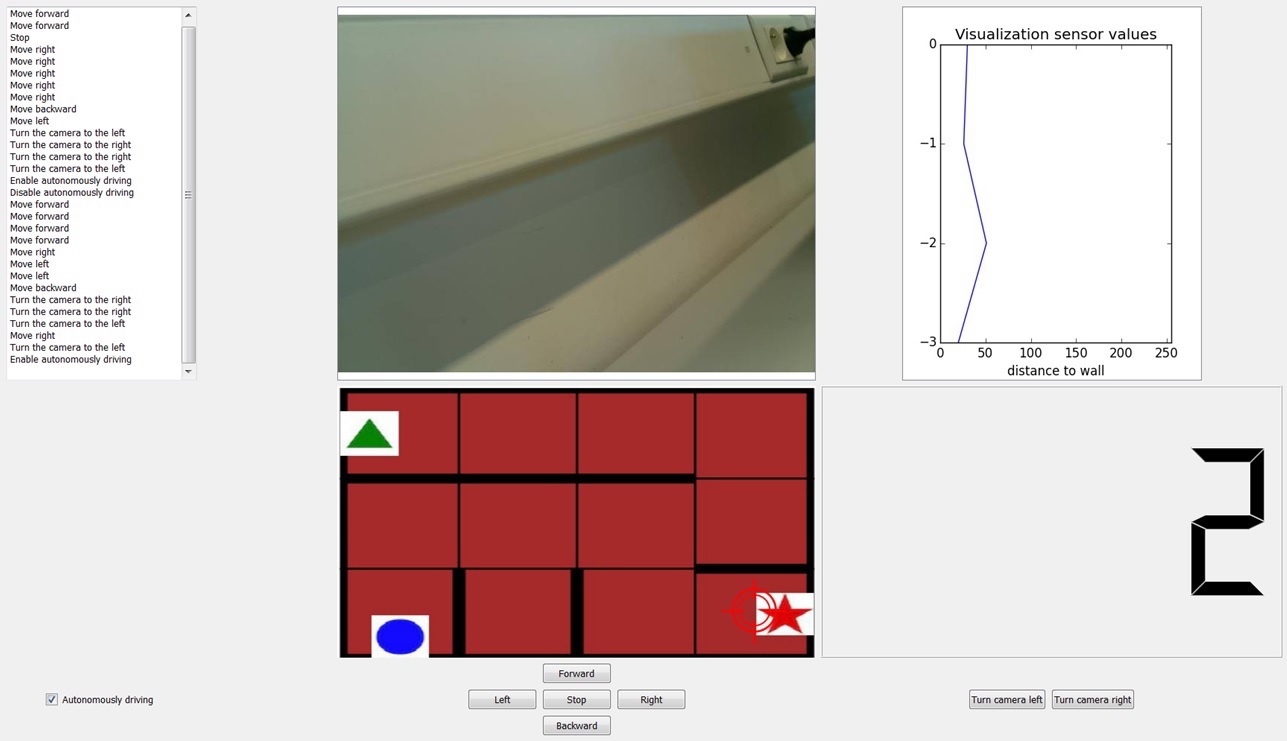 Move forward
Move forward
Stop
Move right
Move right
Move right
Move right
Move right
Move backward
Move left
Turn the camera to the left
Turn the camera to the right
Turn the camera to the right
Turn the camera to the left
Enable autonomously driving
Disable autonomously driving
Move forward
Move forward
Move forward
Move forward
Move right
Move left
Move left
Move backward
Turn the camera to the right
Turn the camera to the right
Turn the camera to the left
Move right
Turn the camera to the left
Enable autonomously driving
Visualization sensor values
0
−1
−2
−3
0 50 100 150 200 250
distance to wall
2
Forward
Left Stop Right
Backward
Autonomously driving
Turn camera left Turn camera right